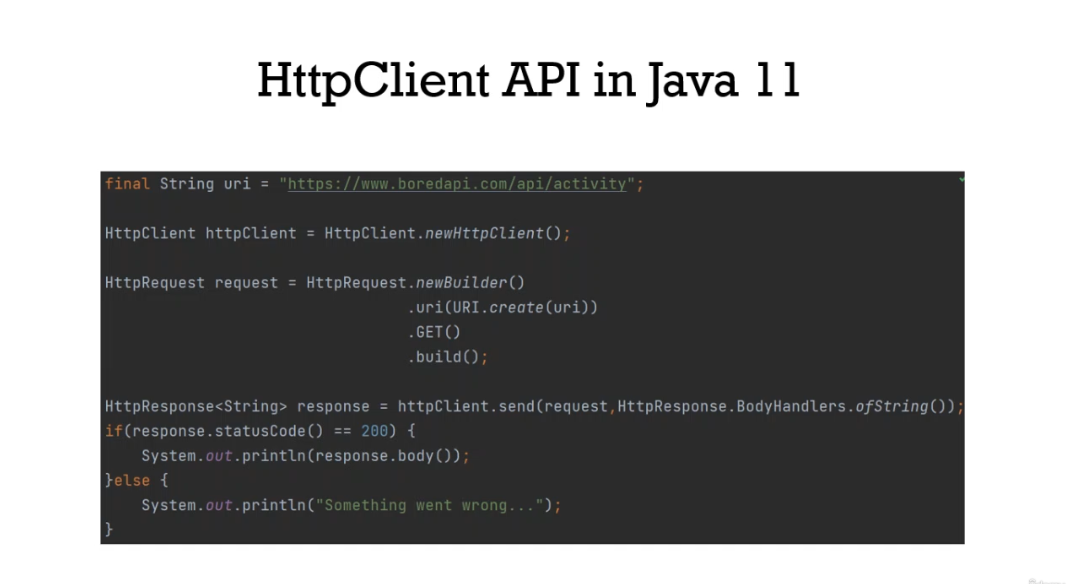 HttpClient API in Java 11
final String uri = "https://www.boredapi.com/api/activity";
HttpClient httpClient = HttpClient.newHttpClient();
HttpRequest request = HttpRequest.newBuilder()
.uri(URI.create(uri))
.GET()
.build();
HttpResponse<String> response = httpClient.send(request,HttpResponse.BodyHandlers.ofString());
if(response.statusCode() == 200) {
System.out.println(response.body());
}else {
System.out.println("Something went wrong...");
}